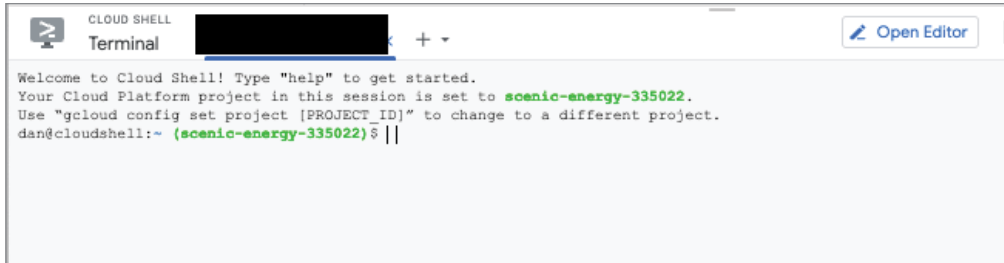 CLOUD SHELL
Terminal
Open Editor
Welcome to Cloud Shell! Type "help" to get started.
Your Cloud Platform project in this session is set to scenic-energy-335022.
Use “gcloud config set project [PROJECT_ID]” to change to a different project.
dan@cloudshell:~ (scenic-energy-335022)$